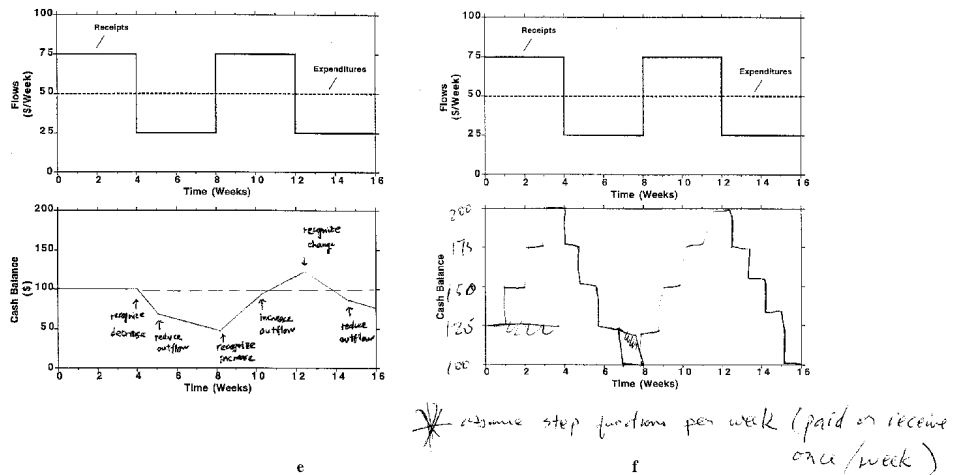 100
75
50
25
0
Flows
($/Week)
Receipts
Expenditures
0 2 4 6 8 10 12 14 16
Time (Weeks)
200
150
100
50
0
Cash Balance
($)
recognize
decrease
reduce
outflow
recognize
increase
increase
outflow
recognize
change
reduce
outflow
0 2 4 6 8 10 12 14 16
Time (Weeks)
e
100
75
50
25
0
Flows
($/Week)
Receipts
Expenditures
0 2 4 6 8 10 12 14 16
Time (Weeks)
200
175
150
125
100
Cash Balance
($)
0 2 4 6 8 10 12 14 16
Time (Weeks)
f
assume step functions per week (paid or receive
once/week)